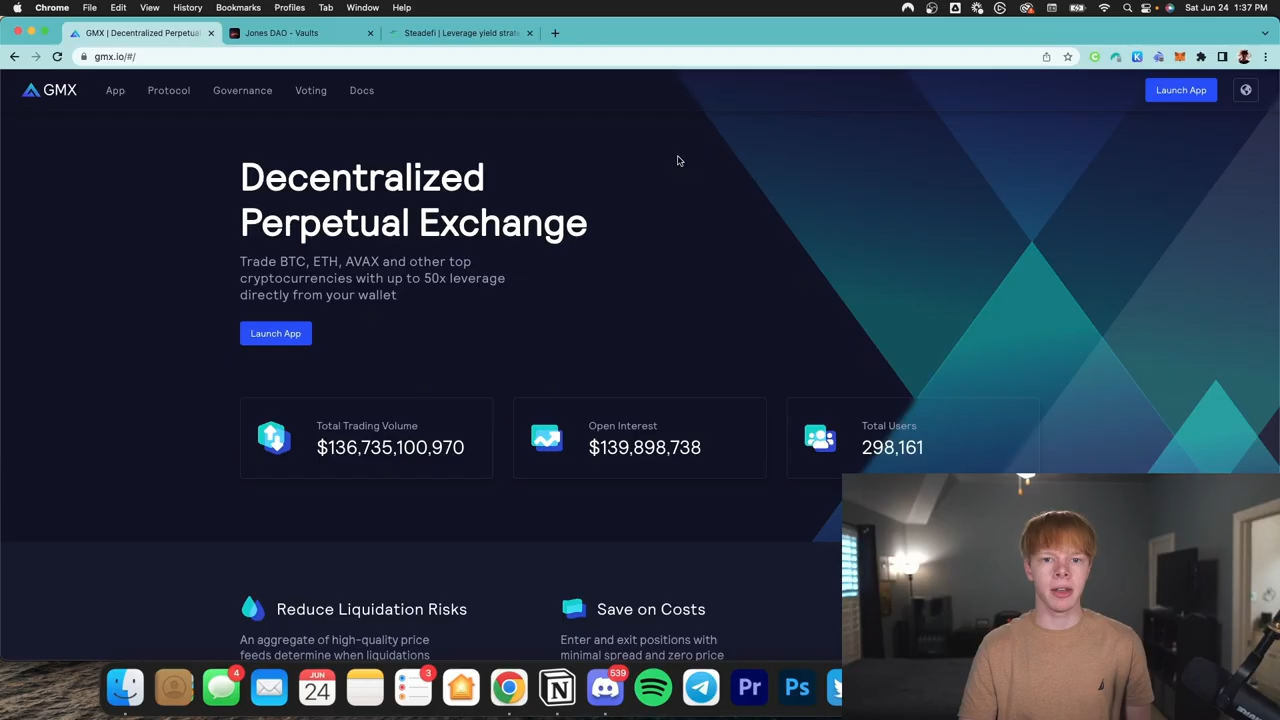 Chrome File Edit View History Bookmarks Profiles Tab Window Help Sat Jun 24 1:37 PM
GMX | Decentralized Perpetual Jones DAO - Vaults Steadefi | Leverage yield strate
gmx.io/#/
GMX App Protocol Governance Voting Docs Launch App
Decentralized
Perpetual Exchange
Trade BTC, ETH, AVAX and other top
cryptocurrencies with up to 50x leverage
directly from your wallet
Launch App
Total Trading Volume
$136,735,100,970
Open Interest
$139,898,738
Total Users
298,161
Reduce Liquidation Risks
An aggregate of high-quality price
feeds determine when liquidations
Save on Costs
Enter and exit positions with
minimal spread and zero price
4 JUN 24 3 539 Pr Ps